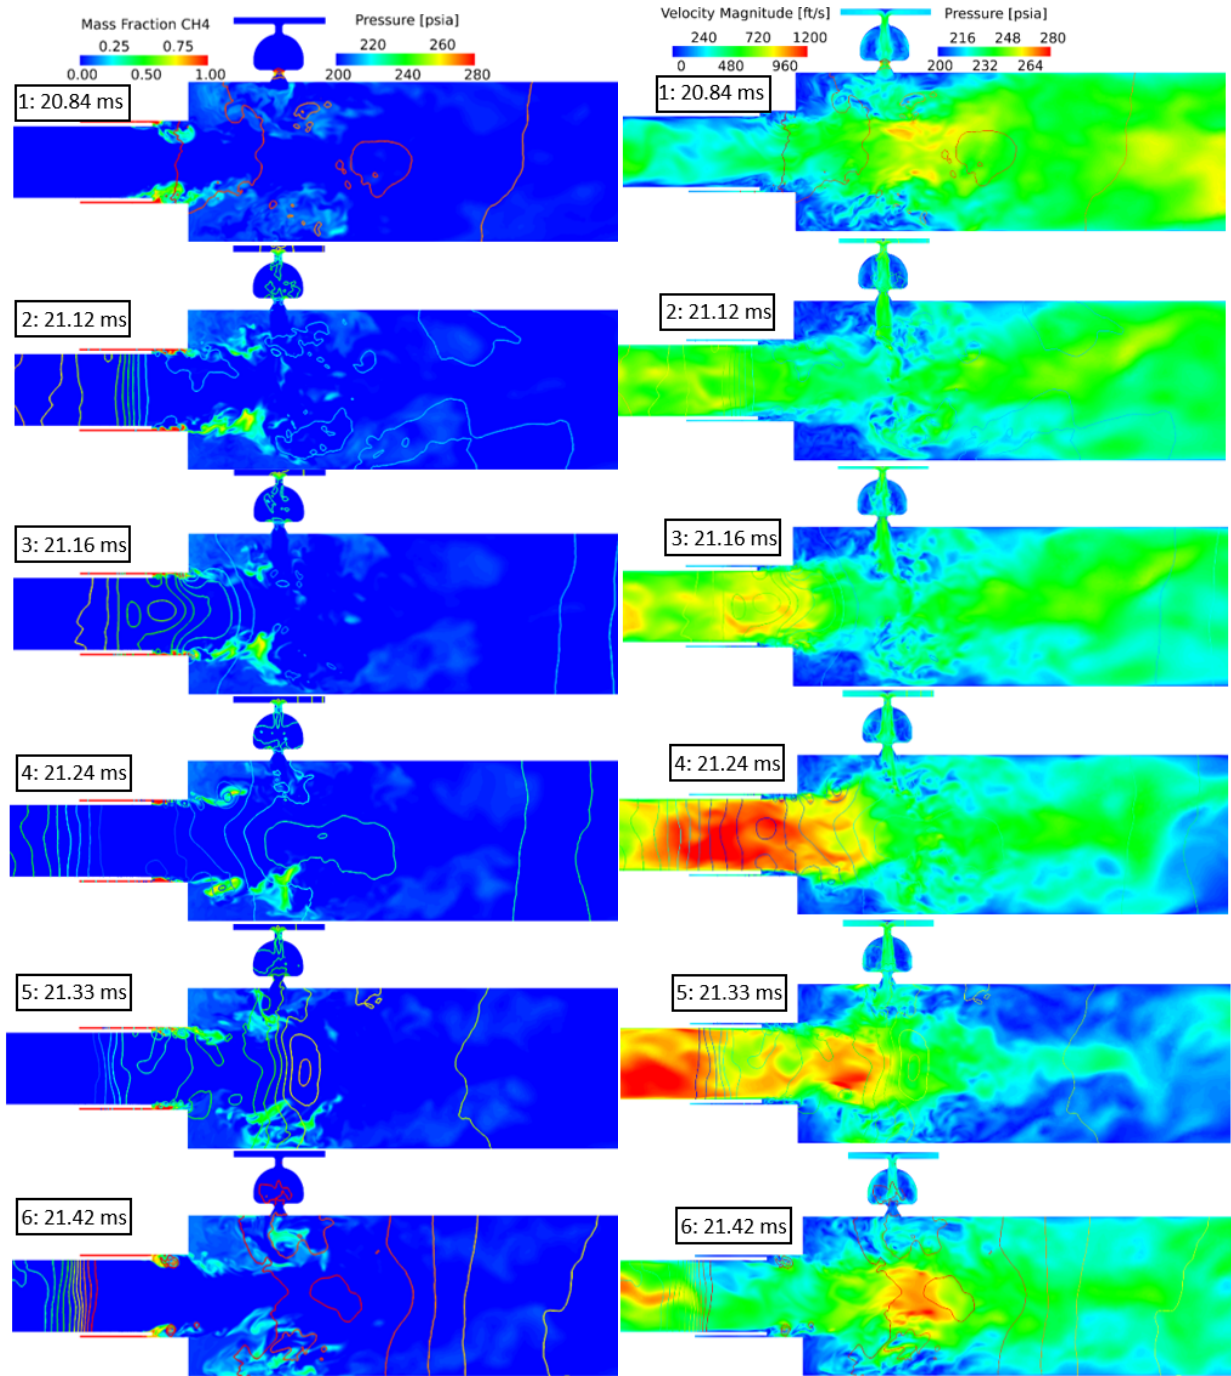 Mass Fraction CH4
0.25 0.75
0.00 0.50 1.00
Pressure [psia]
220 260
200 240 280
Velocity Magnitude [ft/s]
240 720 1200
0 480 960
Pressure [psia]
216 248 280
200 232 264
1: 20.84 ms
1: 20.84 ms
2: 21.12 ms
2: 21.12 ms
3: 21.16 ms
3: 21.16 ms
4: 21.24 ms
4: 21.24 ms
5: 21.33 ms
5: 21.33 ms
6: 21.42 ms
6: 21.42 ms